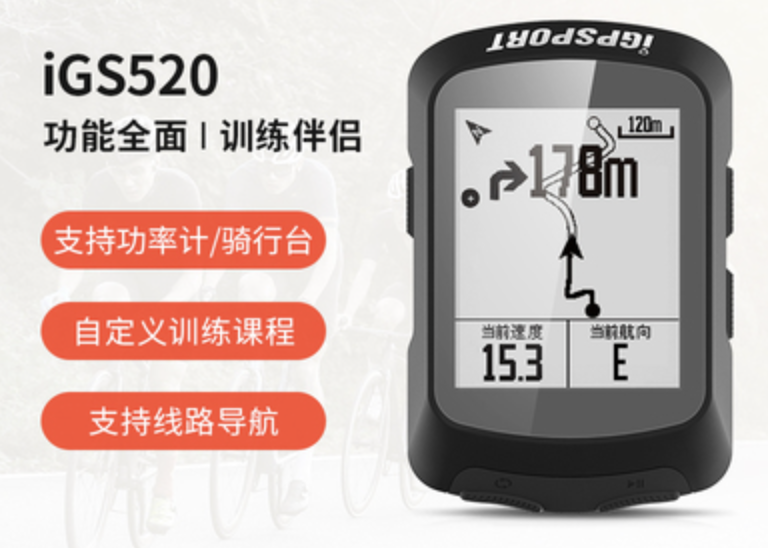 iGS520
功能全面 | 训练伴侣
支持功率计/骑行台
自定义训练课程
支持线路导航
iGPSPORT
120m
178m
当前速度
当前航向
15.3
E